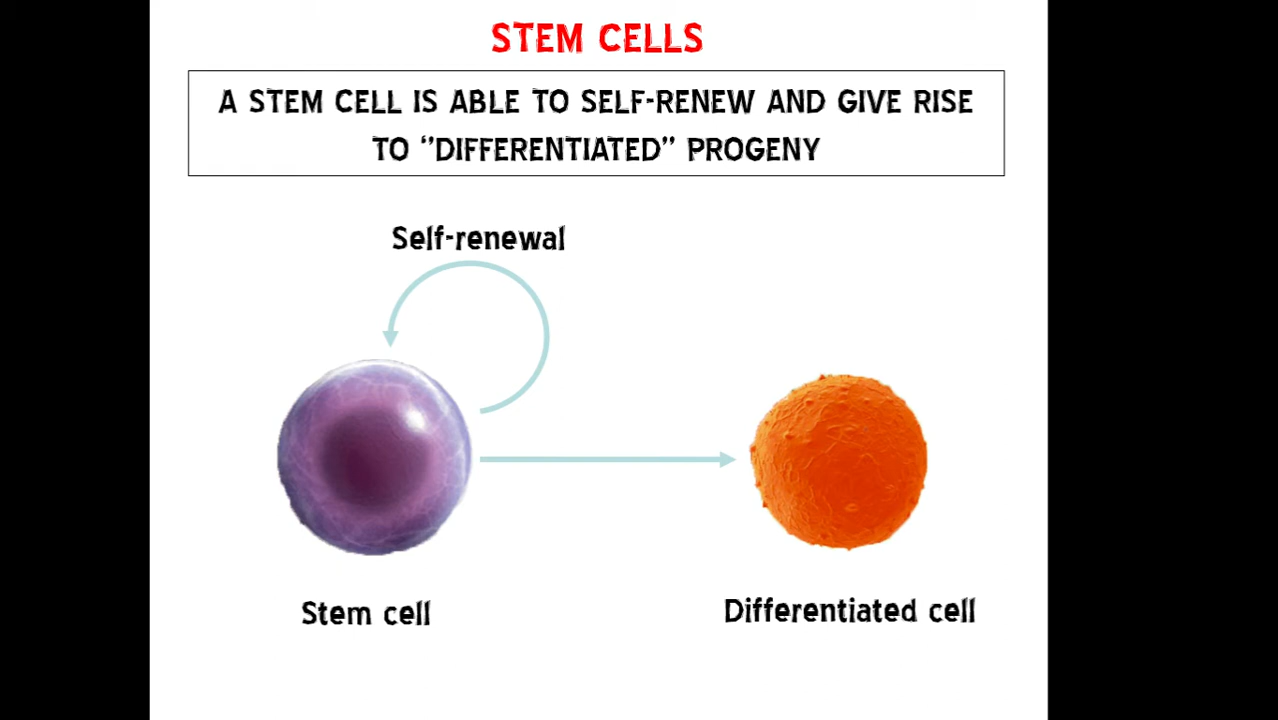 STEM CELLS
A STEM CELL IS ABLE TO SELF-RENEW AND GIVE RISE
TO “DIFFERENTIATED” PROGENY
Self-renewal
Stem cell
Differentiated cell